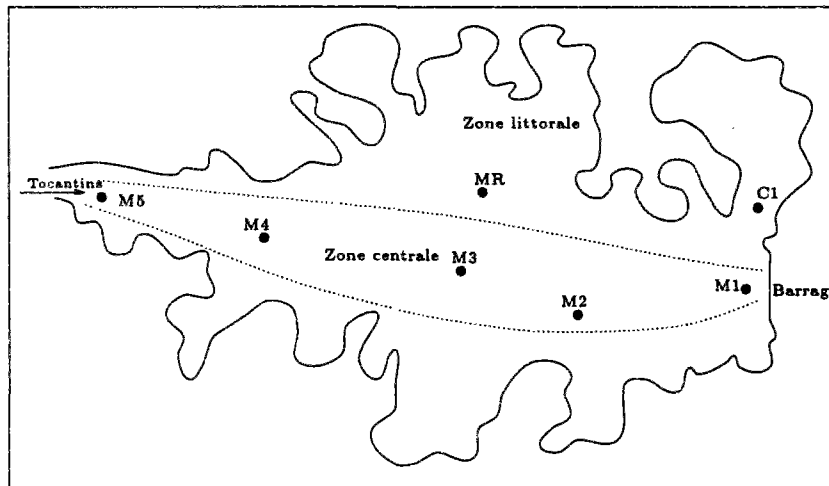 Zone littorale
Tocantins
M5
MR
C1
M4
Zone centrale
M3
M1
Barrag
M2